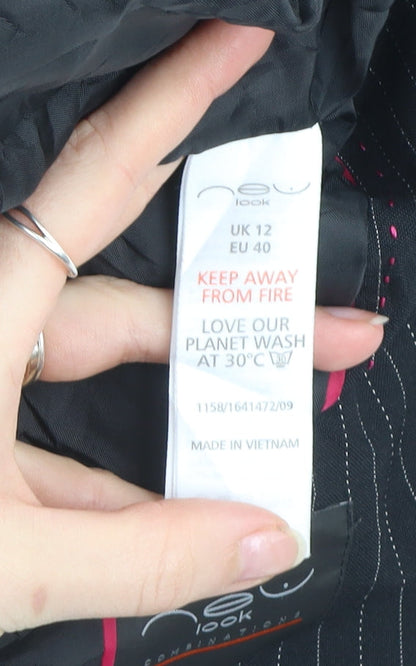 new
look
UK 12
EU 40
KEEP AWAY
FROM FIRE
LOVE OUR
PLANET WASH
AT 30°C 30
1158/1641472/09
MADE IN VIETNAM
new
look
COMBINATIONS